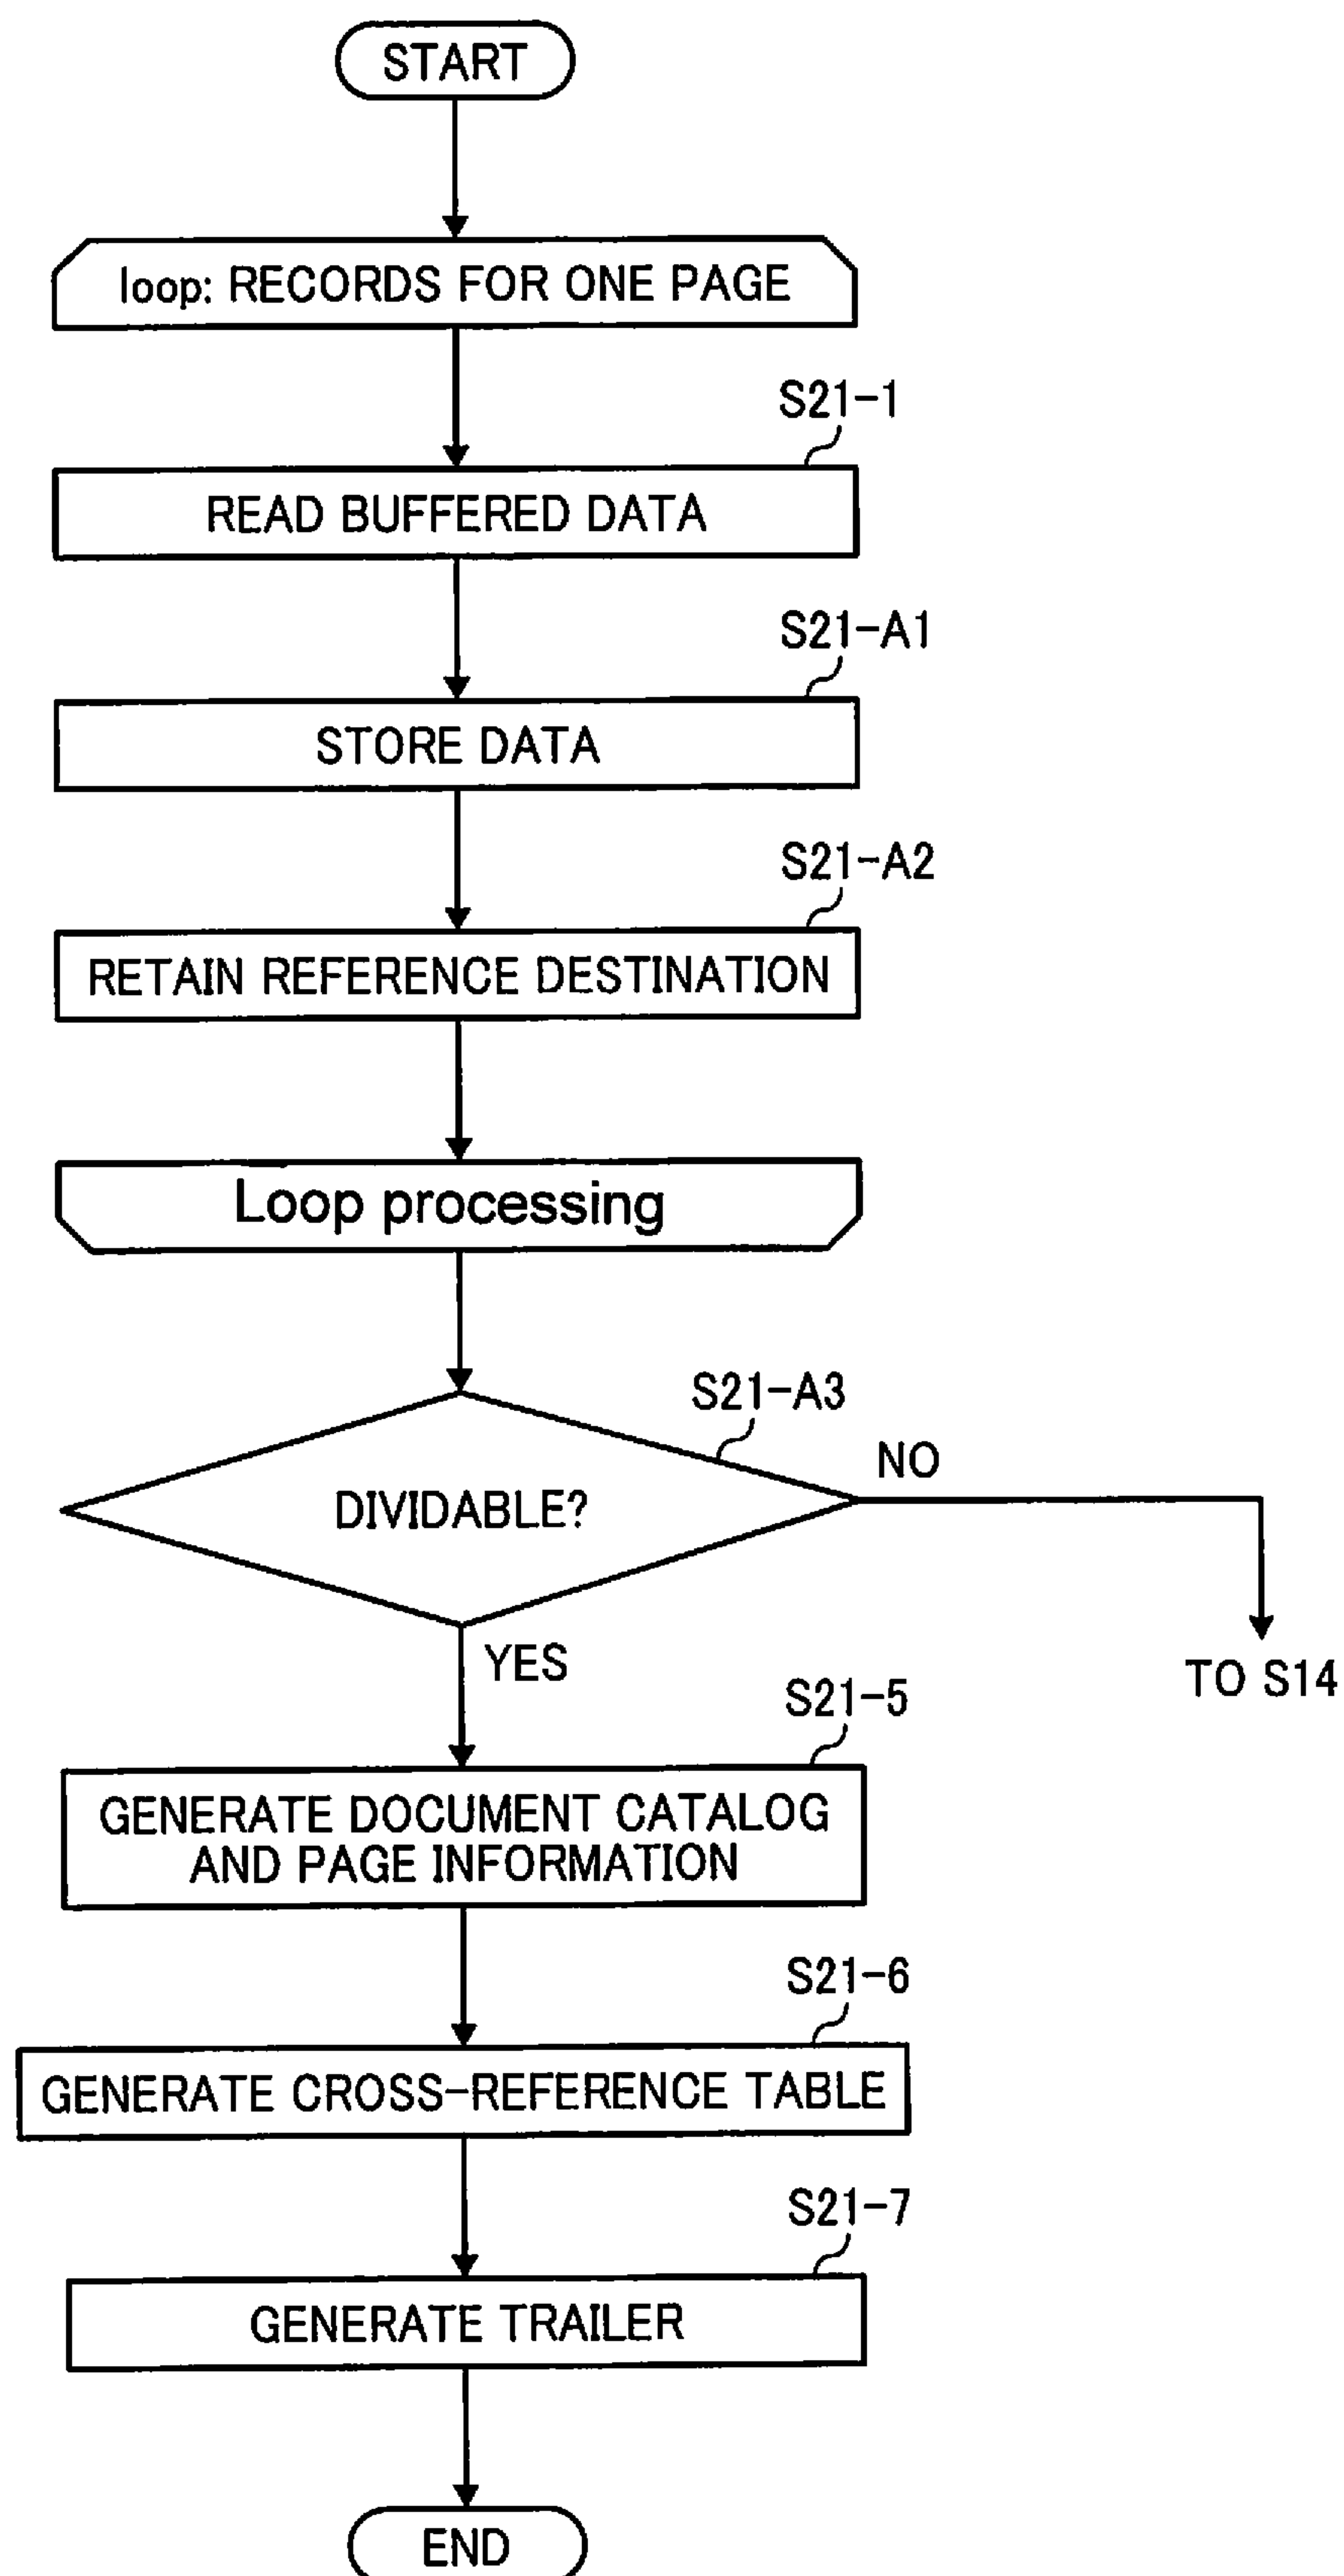 START
loop: RECORDS FOR ONE PAGE
S21-1
READ BUFFERED DATA
S21-A1
STORE DATA
S21-A2
RETAIN REFERENCE DESTINATION
Loop processing
S21-A3
DIVIDABLE?
NO
YES
TO S14
S21-5
GENERATE DOCUMENT CATALOG
AND PAGE INFORMATION
S21-6
GENERATE CROSS-REFERENCE TABLE
S21-7
GENERATE TRAILER
END